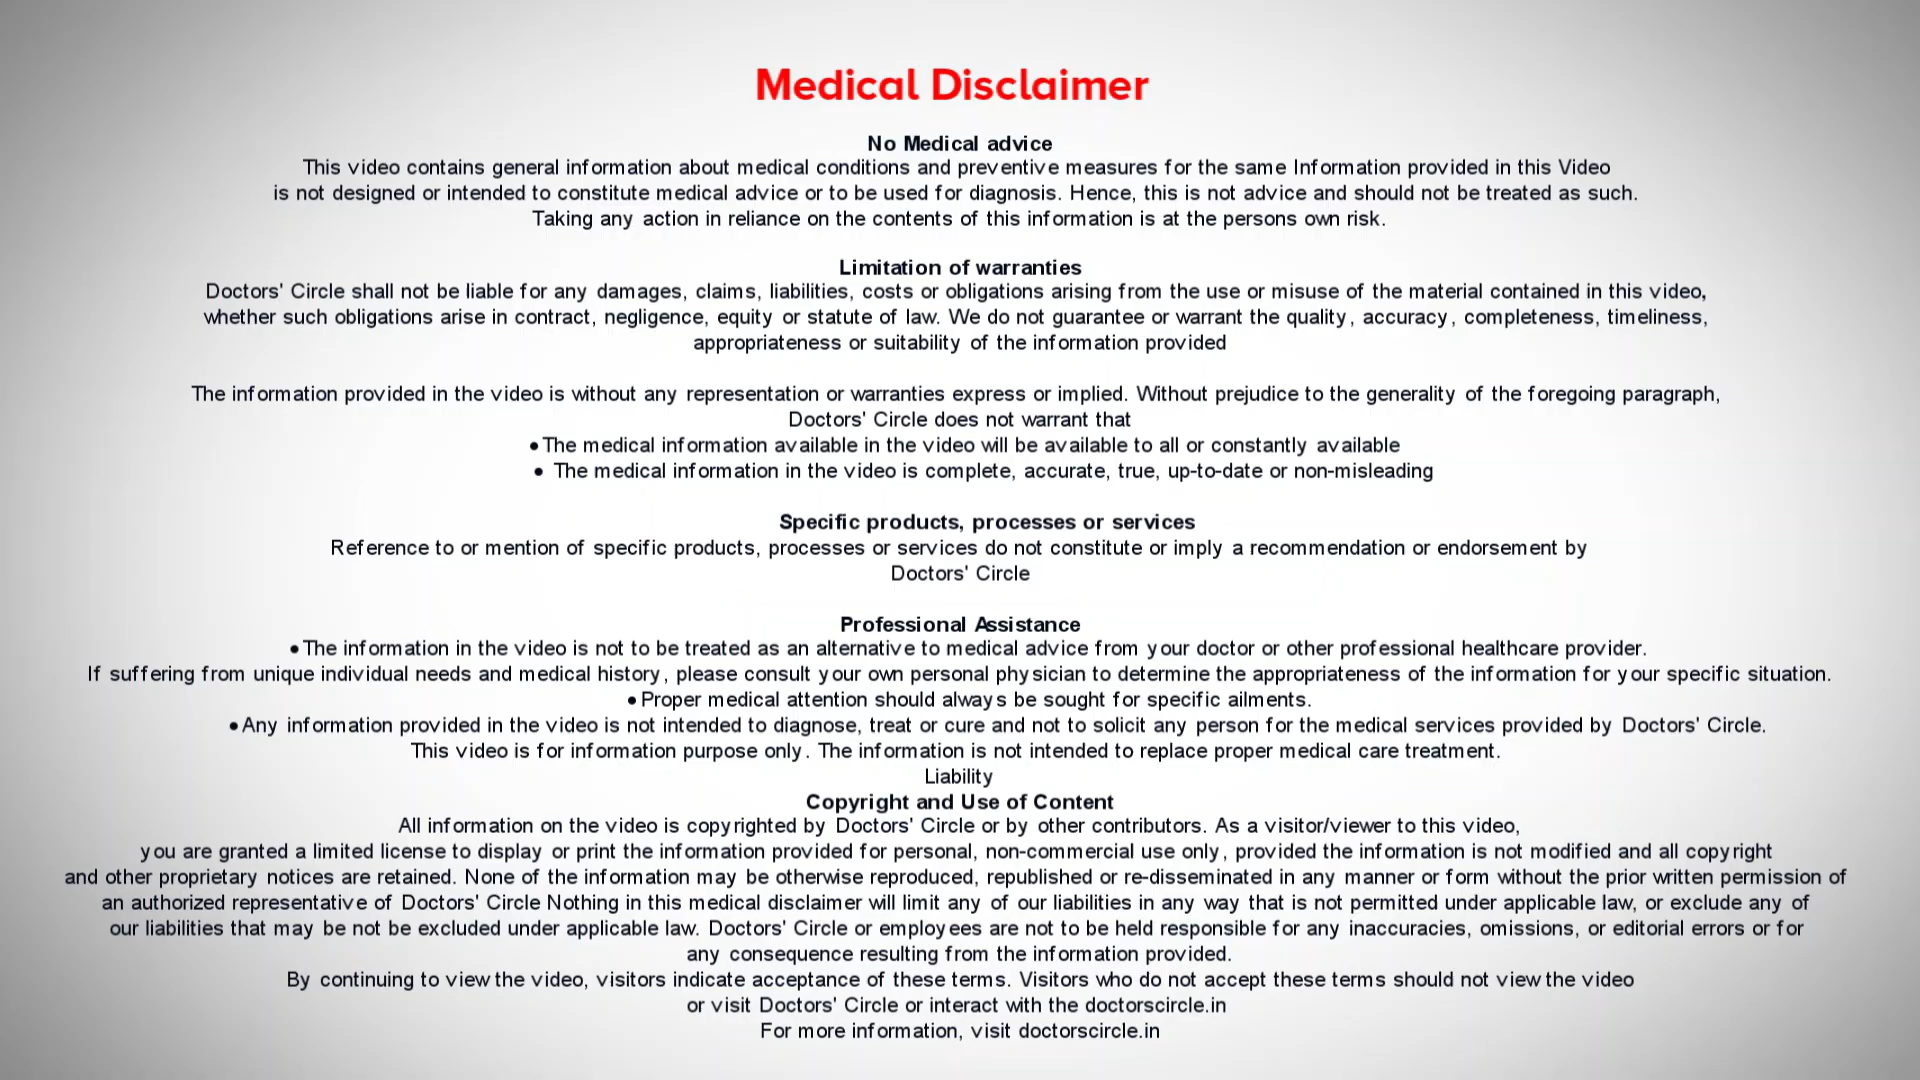 Medical Disclaimer
No Medical advice
This video contains general information about medical conditions and preventive measures for the same Information provided in this Video
is not designed or intended to constitute medical advice or to be used for diagnosis. Hence, this is not advice and should not be treated as such.
Taking any action in reliance on the contents of this information is at the persons own risk.
Limitation of warranties
Doctors' Circle shall not be liable for any damages, claims, liabilities, costs or obligations arising from the use or misuse of the material contained in this video,
whether such obligations arise in contract, negligence, equity or statute of law. We do not guarantee or warrant the quality, accuracy, completeness, timeliness,
appropriateness or suitability of the information provided
The information provided in the video is without any representation or warranties express or implied. Without prejudice to the generality of the foregoing paragraph,
Doctors' Circle does not warrant that
•The medical information available in the video will be available to all or constantly available
• The medical information in the video is complete, accurate, true, up-to-date or non-misleading
Specific products, processes or services
Reference to or mention of specific products, processes or services do not constitute or imply a recommendation or endorsement by
Doctors' Circle
Professional Assistance
•The information in the video is not to be treated as an alternative to medical advice from your doctor or other professional healthcare provider.
If suffering from unique individual needs and medical history, please consult your own personal physician to determine the appropriateness of the information for your specific situation.
•Proper medical attention should always be sought for specific ailments.
•Any information provided in the video is not intended to diagnose, treat or cure and not to solicit any person for the medical services provided by Doctors' Circle.
This video is for information purpose only. The information is not intended to replace proper medical care treatment.
Liability
Copyright and Use of Content
All information on the video is copyrighted by Doctors' Circle or by other contributors. As a visitor/viewer to this video,
you are granted a limited license to display or print the information provided for personal, non-commercial use only, provided the information is not modified and all copyright
and other proprietary notices are retained. None of the information may be otherwise reproduced, republished or re-disseminated in any manner or form without the prior written permission of
an authorized representative of Doctors' Circle Nothing in this medical disclaimer will limit any of our liabilities in any way that is not permitted under applicable law, or exclude any of
our liabilities that may be not be excluded under applicable law. Doctors' Circle or employees are not to be held responsible for any inaccuracies, omissions, or editorial errors or for
any consequence resulting from the information provided.
By continuing to view the video, visitors indicate acceptance of these terms. Visitors who do not accept these terms should not view the video
or visit Doctors' Circle or interact with the doctorscircle.in
For more information, visit doctorscircle.in